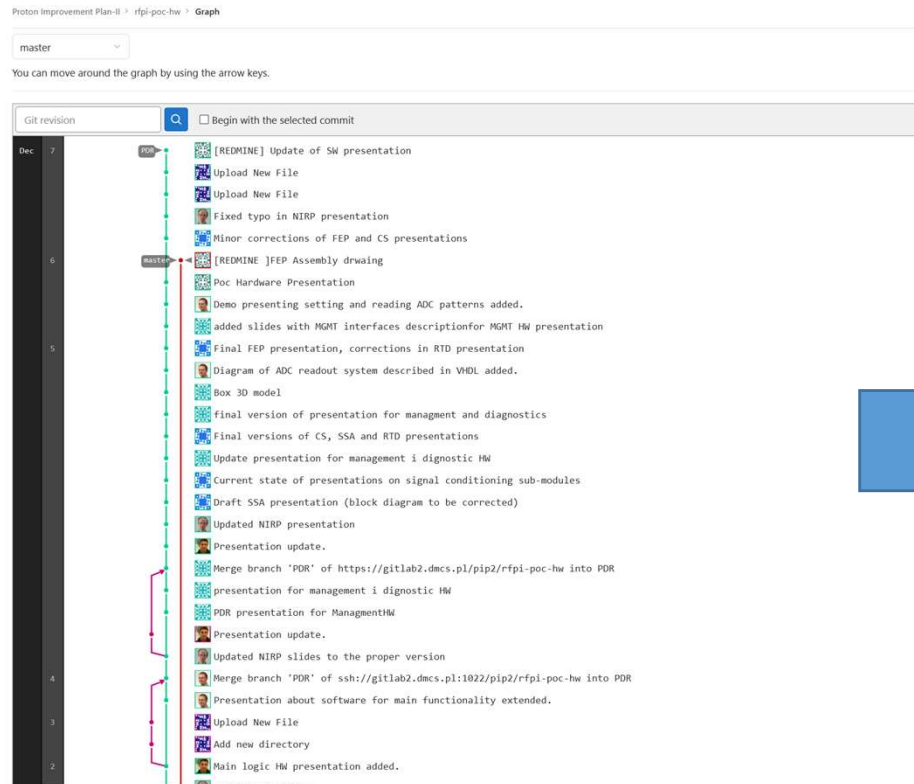 Proton Improvement Plan-II > rfpi-poc-hw > Graph
master
You can move around the graph by using the arrow keys.
Git revision Begin with the selected commit
Dec 7 PDR [REDMINE] Update of SW presentation
Upload New File
Upload New File
Fixed typo in NIRP presentation
Minor corrections of FEP and CS presentations
6 master [REDMINE ]FEP Assembly drwaing
Poc Hardware Presentation
Demo presenting setting and reading ADC patterns added.
added slides with MGMT interfaces descriptionfor MGMT HW presentation
5 Final FEP presentation, corrections in RTD presentation
Diagram of ADC readout system described in VHDL added.
Box 3D model
final version of presentation for managment and diagnostics
Final versions of CS, SSA and RTD presentations
Update presentation for management i dignostic HW
Current state of presentations on signal conditioning sub-modules
Draft SSA presentation (block diagram to be corrected)
Updated NIRP presentation
Presentation update.
Merge branch 'PDR' of https://gitlab2.dmcs.pl/pip2/rfpi-poc-hw into PDR
presentation for management i dignostic HW
PDR presentation for ManagmentHW
Presentation update.
Updated NIRP slides to the proper version
4 Merge branch 'PDR' of ssh://gitlab2.dmcs.pl:1022/pip2/rfpi-poc-hw into PDR
Presentation about software for main functionality extended.
3 Upload New File
Add new directory
2 Main logic HW presentation added.